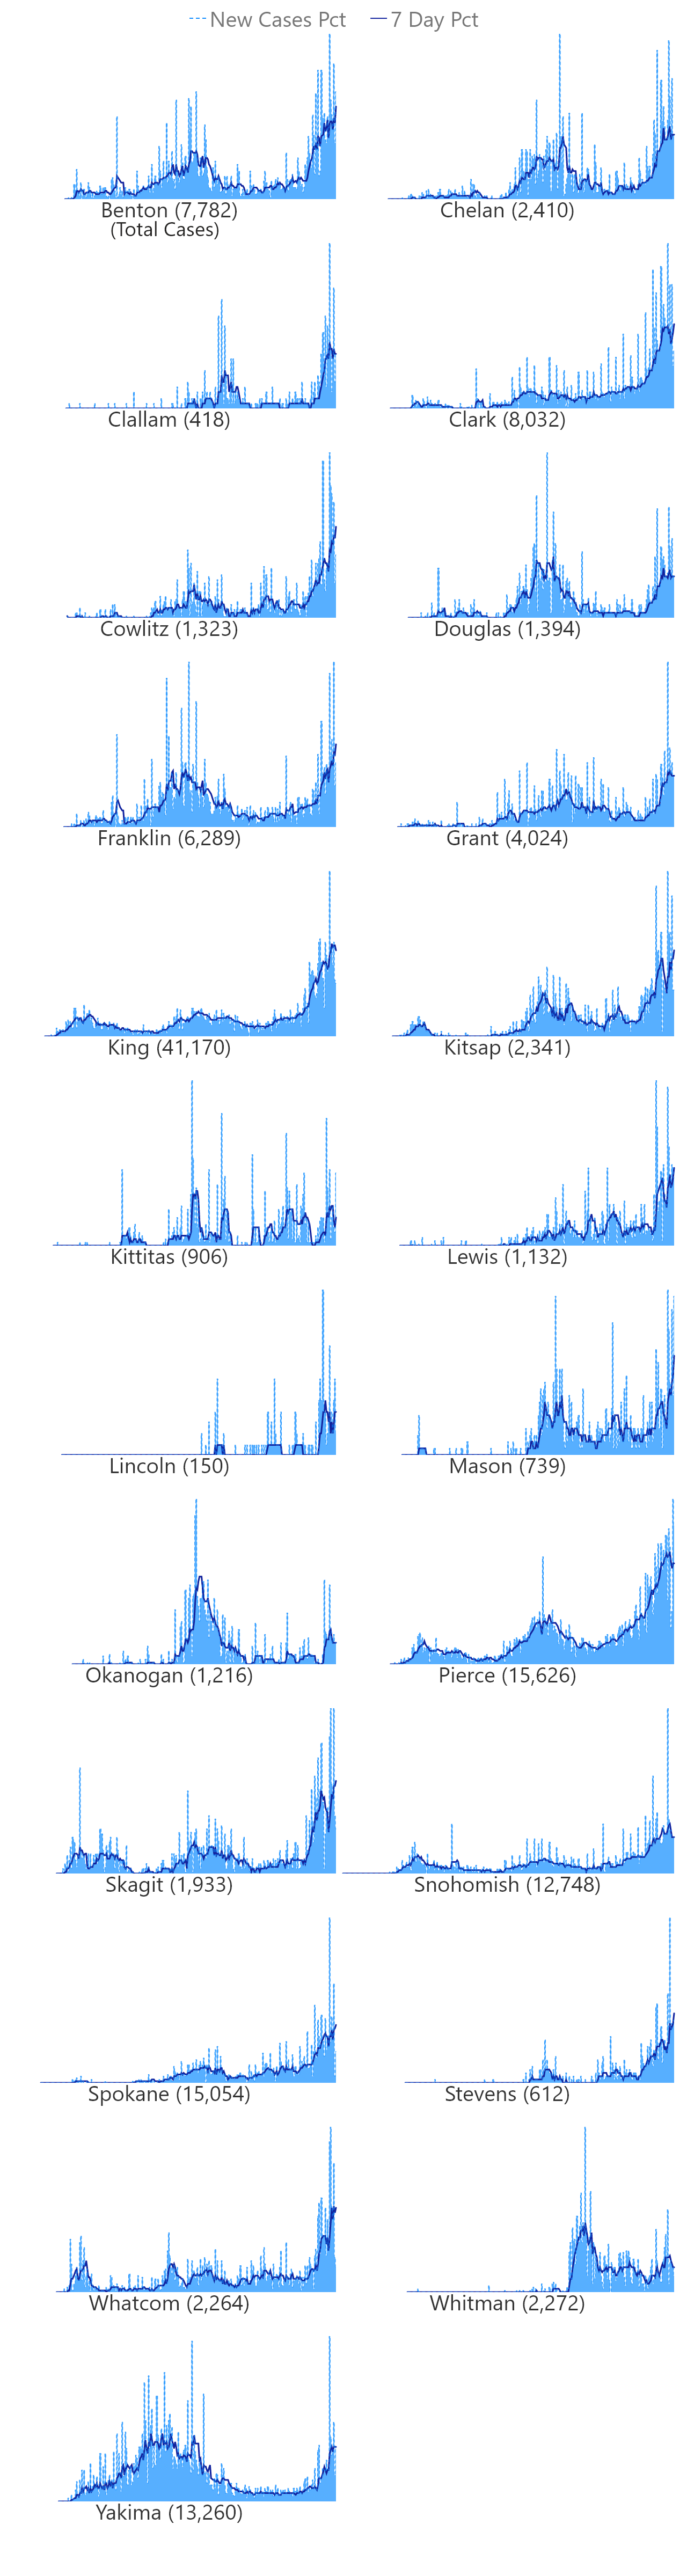 New Cases Pct 7 Day Pct
Benton (7,782) Chelan (2,410)
(Total Cases)
Clallam (418) Clark (8,032)
Cowlitz (1,323) Douglas (1,394)
Franklin (6,289) Grant (4,024)
King (41,170) Kitsap (2,341)
Kittitas (906) Lewis (1,132)
Lincoln (150) Mason (739)
Okanogan (1,216) Pierce (15,626)
Skagit (1,933) Snohomish (12,748)
Spokane (15,054) Stevens (612)
Whatcom (2,264) Whitman (2,272)
Yakima (13,260)